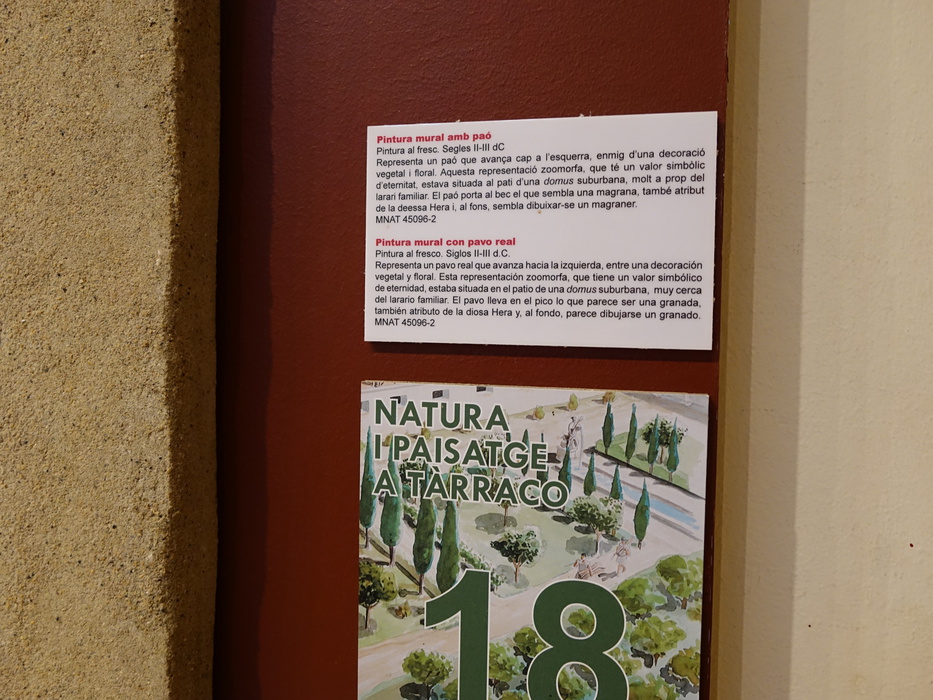 Pintura mural amb paó
Pintura al fresc. Segles II-III dC
Representa un paó que avança cap a l'esquerra, enmig d'una decoració
vegetal i floral. Aquesta representació zoomorfa, que té un valor simbòlic
d'eternitat, estava situada al pati d'una domus suburbana, molt a prop del
larari familiar. El paó porta al bec el que sembla una magrana, també atribut
de la deessa Hera i, al fons, sembla dibuixar-se un magraner.
MNAT 45096-2
Pintura mural con pavo real
Pintura al fresco. Siglos II-III d.C.
Representa un pavo real que avanza hacia la izquierda, entre una decoración
vegetal y floral. Esta representación zoomorfa, que tiene un valor simbólico
de eternidad, estaba situada en el patio de una domus suburbana, muy cerca
del larario familiar. El pavo lleva en el pico lo que parece ser una granada,
también atributo de la diosa Hera y, al fondo, parece dibujarse un granado.
MNAT 45096-2
NATURA
I PAISATGE
A TÀRRACO
18